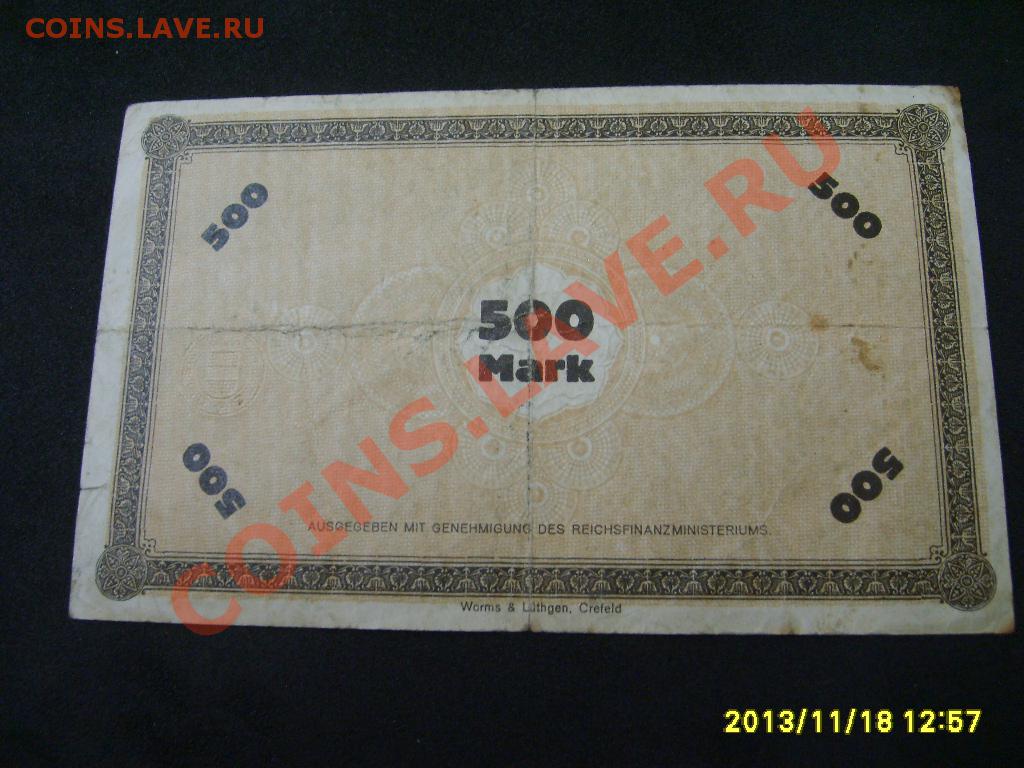 COINS.LAVE.RU
500
500
500
Mark
500
500
AUSGEGEBEN MIT GENEHMIGUNG DES REICHSFINANZMINISTERIUMS.
Worms & Lüthgen, Crefeld
COINS.LAVE.RU
2013/11/18 12:57